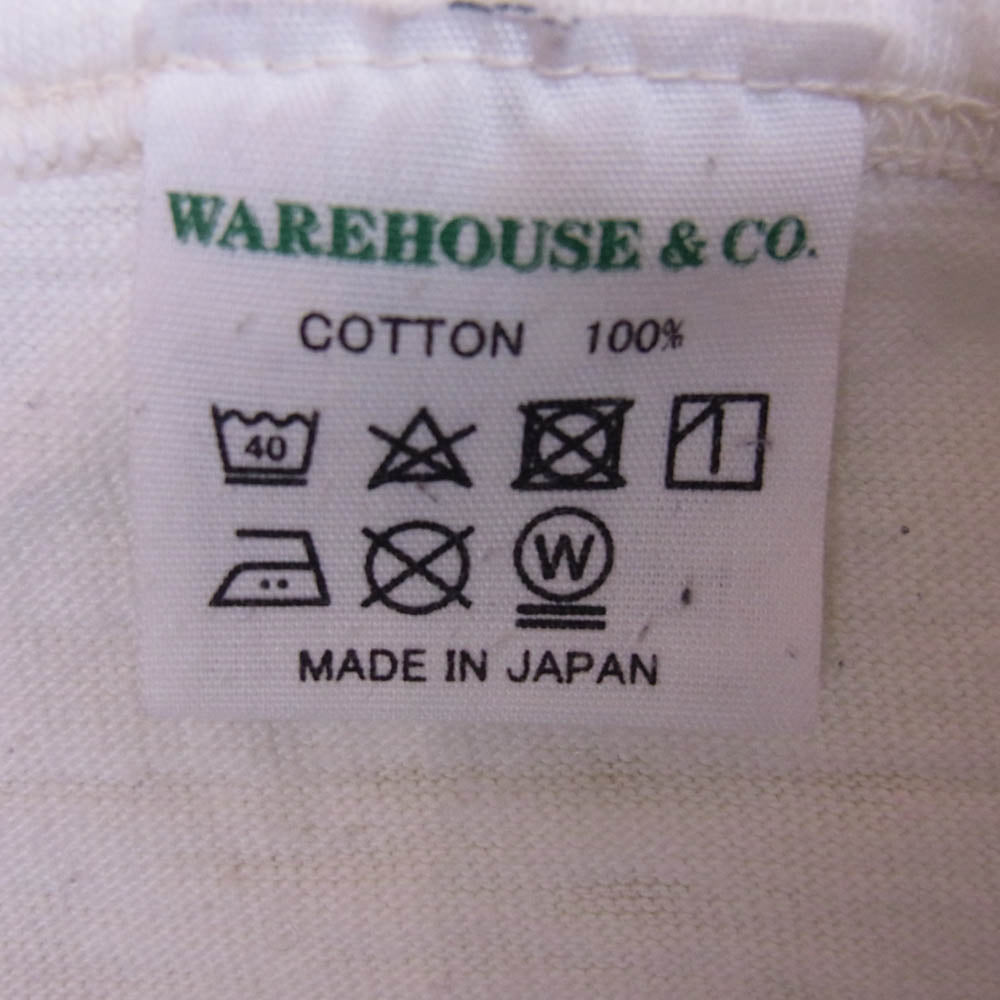 WAREHOUSE & CO.
COTTON 100%
40
W
MADE IN JAPAN